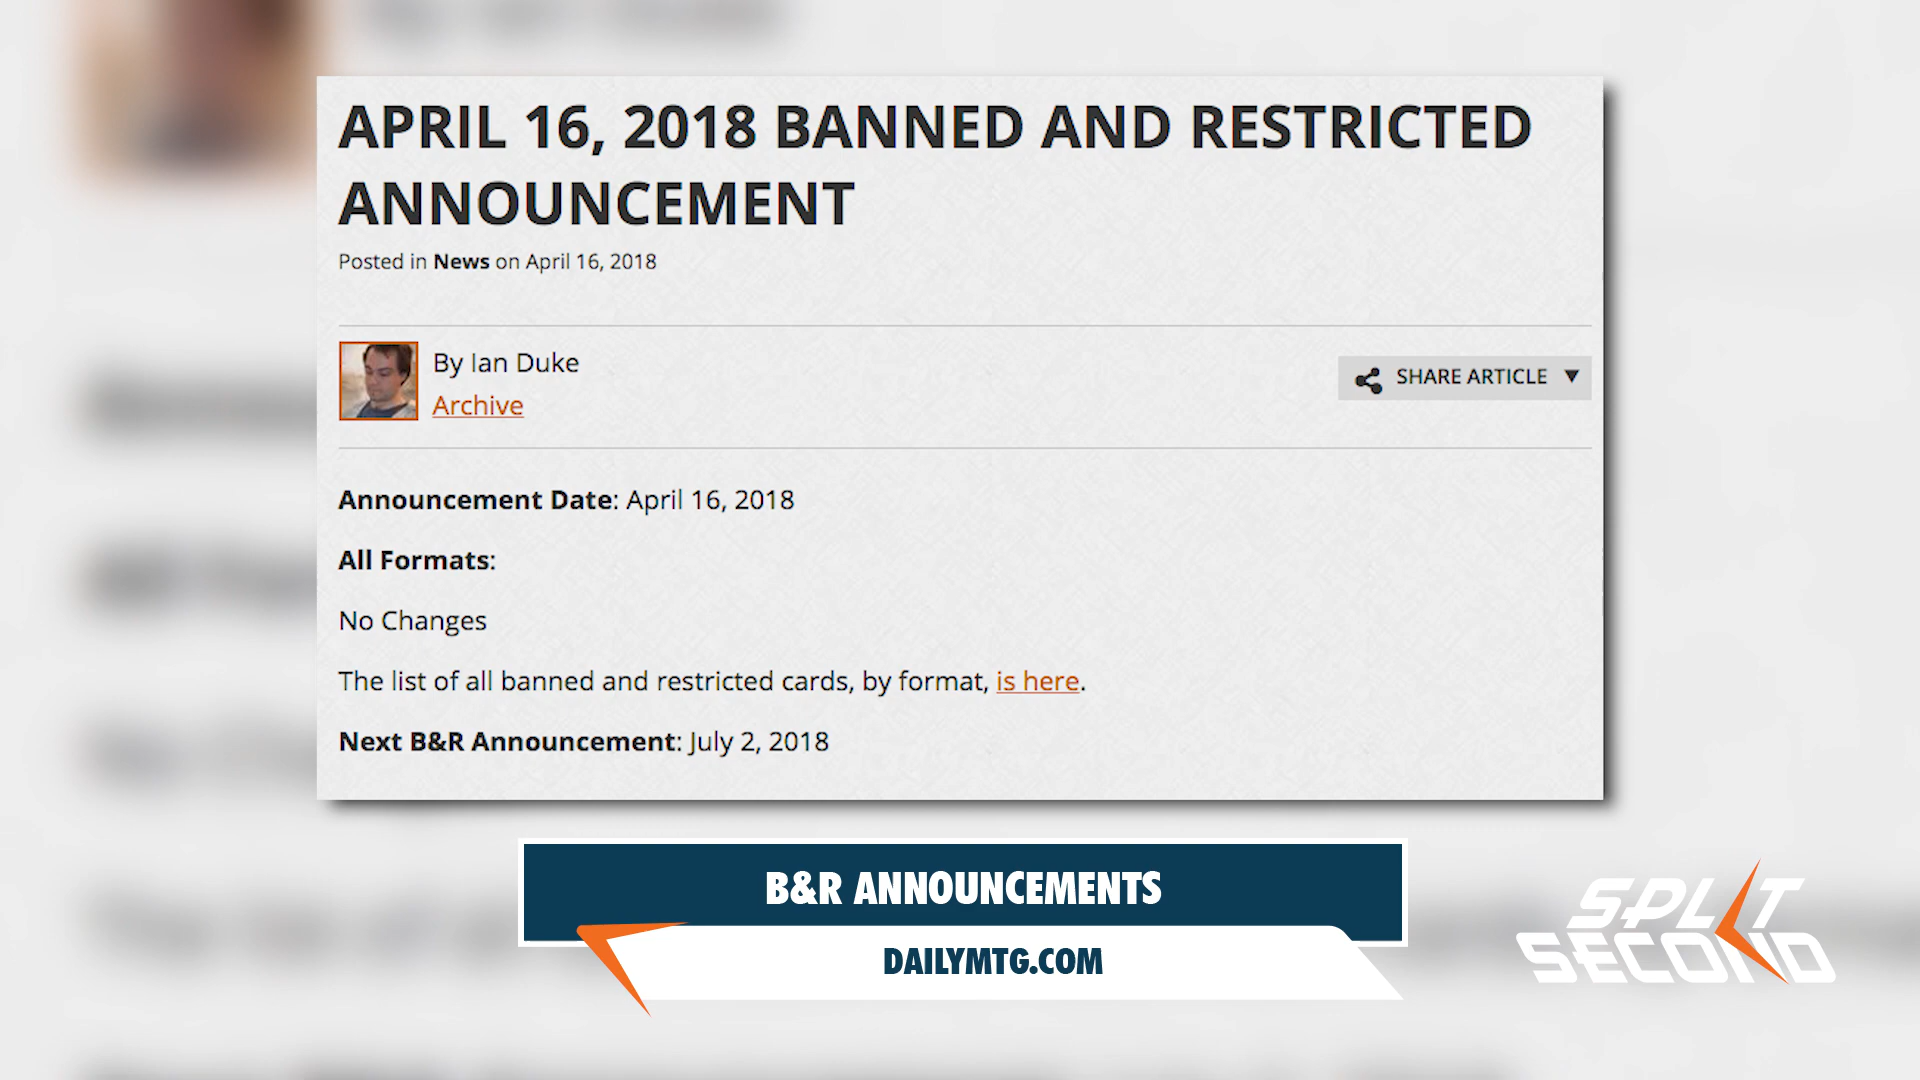 APRIL 16, 2018 BANNED AND RESTRICTED
ANNOUNCEMENT
Posted in News on April 16, 2018
By Ian Duke
Archive
SHARE ARTICLE ▼
Announcement Date: April 16, 2018
All Formats:
No Changes
The list of all banned and restricted cards, by format, is here.
Next B&R Announcement: July 2, 2018
B&R ANNOUNCEMENTS
DAILYMTG.COM
SPLIT
SECOND